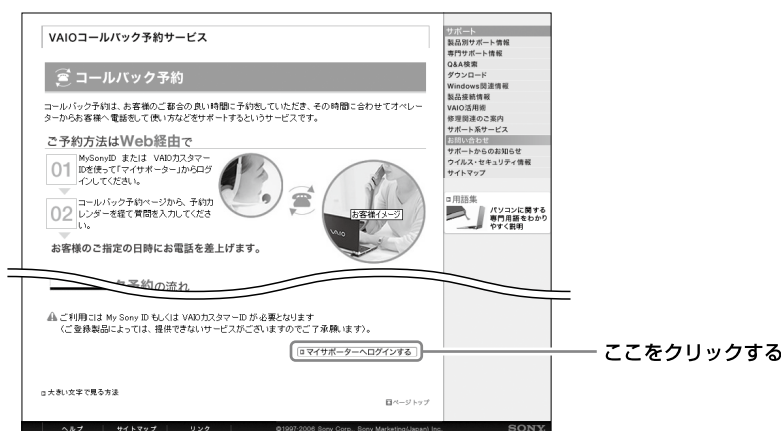 VAIOコールバック予約サービス
コールバック予約
コールバック予約は、お客様のご都合の良い時間に予約をしていただき、その時間に合わせてオペレー
ターからお客様へ電話をして使い方などをサポートするというサービスです。
ご予約方法はWeb経由で
01
MySonyID または VAIOカスタマー
IDを使って「マイサポーター」からログ
インしてください。
02
コールバック予約ページから、予約カ
レンダーを経て質問を入力してくださ
い。
お客様イメージ
VAIO
お客様のご指定の日時にお電話を差上げます。
ク予約の流れ
ご利用には My Sony ID もしくは VAIOカスタマーID が必要となります
(ご登録製品によっては、提供できないサービスがございますのでご了承願います)。
マイサポーターへログインする
ここをクリックする
大きい文字で見る方法
ページトップ
サポート
製品別サポート情報
専門サポート情報
Q&A検索
ダウンロード
Windows関連情報
製品接続情報
VAIO活用術
修理関連のご案内
サポート系サービス
お問い合わせ
サポートからのお知らせ
ウイルス・セキュリティ情報
サイトマップ
用語集
パソコンに関する
専門用語をわかり
やすく説明
ヘルプ
サイトマップ
リンク
©1997-2006 Sony Corp., Sony Marketing(Japan) Inc.
SONY